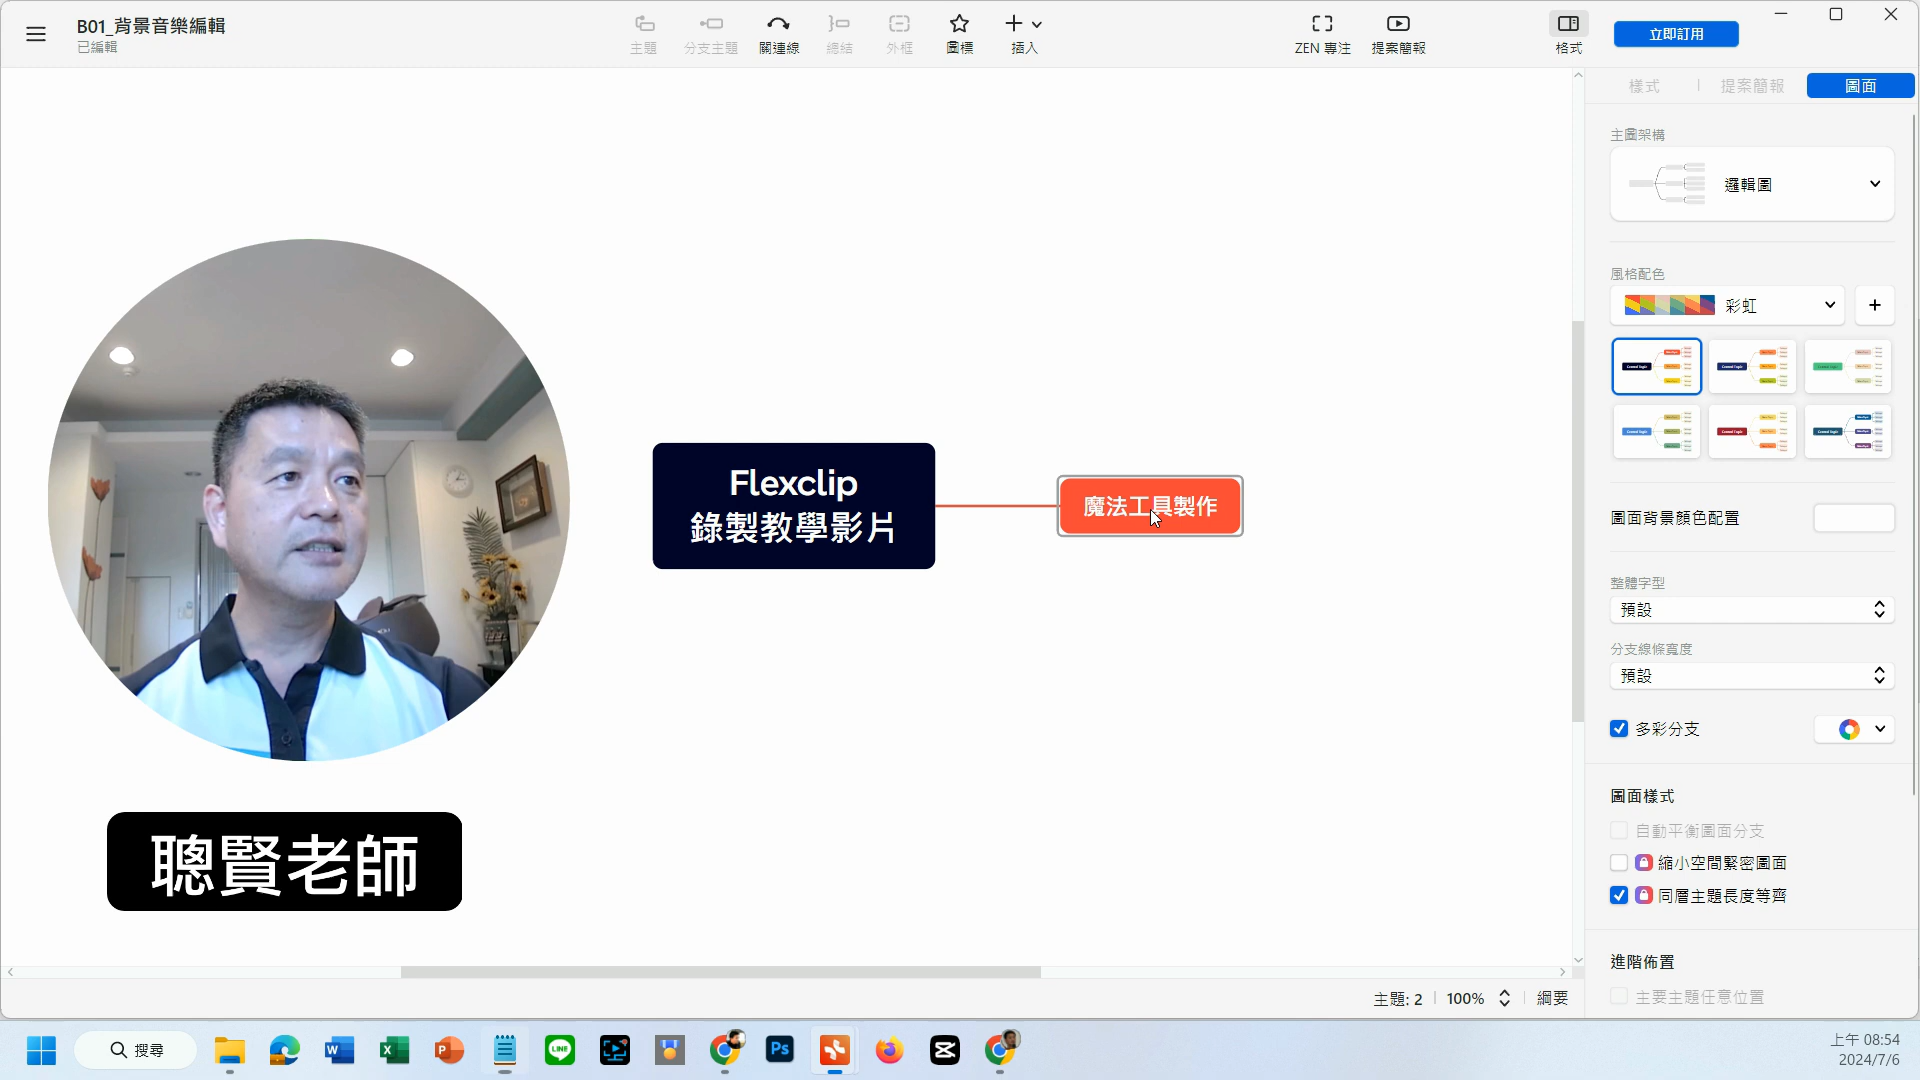 B01_背景音樂編輯
已編輯
主題
分支主題
關連線
總結
外框
圖標
插入
ZEN 專注
提案簡報
格式
立即訂用
樣式
提案簡報
圖面
主圖架構
邏輯圖
風格配色
彩虹
圖面背景顏色配置
整體字型
預設
分支線條寬度
預設
多彩分支
圖面樣式
自動平衡圖面分支
縮小空間緊密圖面
同層主題長度等齊
進階佈置
主要主題任意位置
Flexclip
錄製教學影片
魔法工具製作
聰賢老師
主題: 2
100%
綱要
搜尋
上午 08:54
2024/7/6